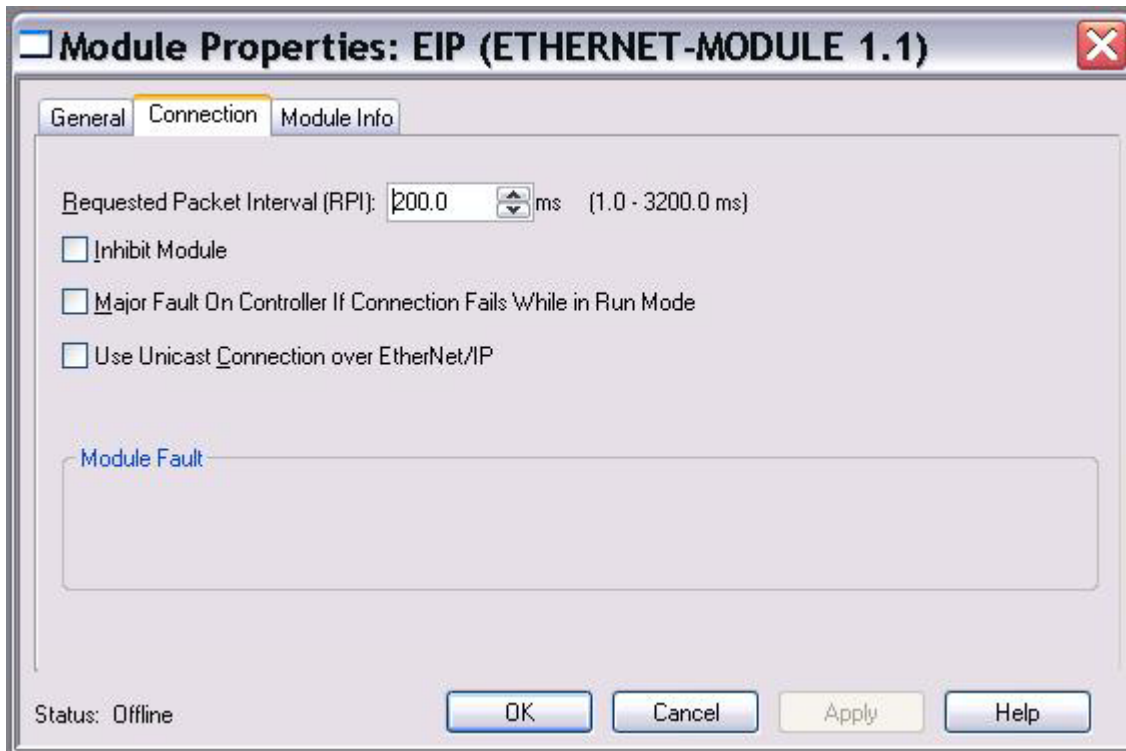 Module Properties: EIP (ETHERNET-MODULE 1.1)
General Connection Module Info
Requested Packet Interval (RPI): 200.0 ms (1.0 - 3200.0 ms)
Inhibit Module
Major Fault On Controller If Connection Fails While in Run Mode
Use Unicast Connection over EtherNet/IP
Module Fault
Status: Offline OK Cancel Apply Help